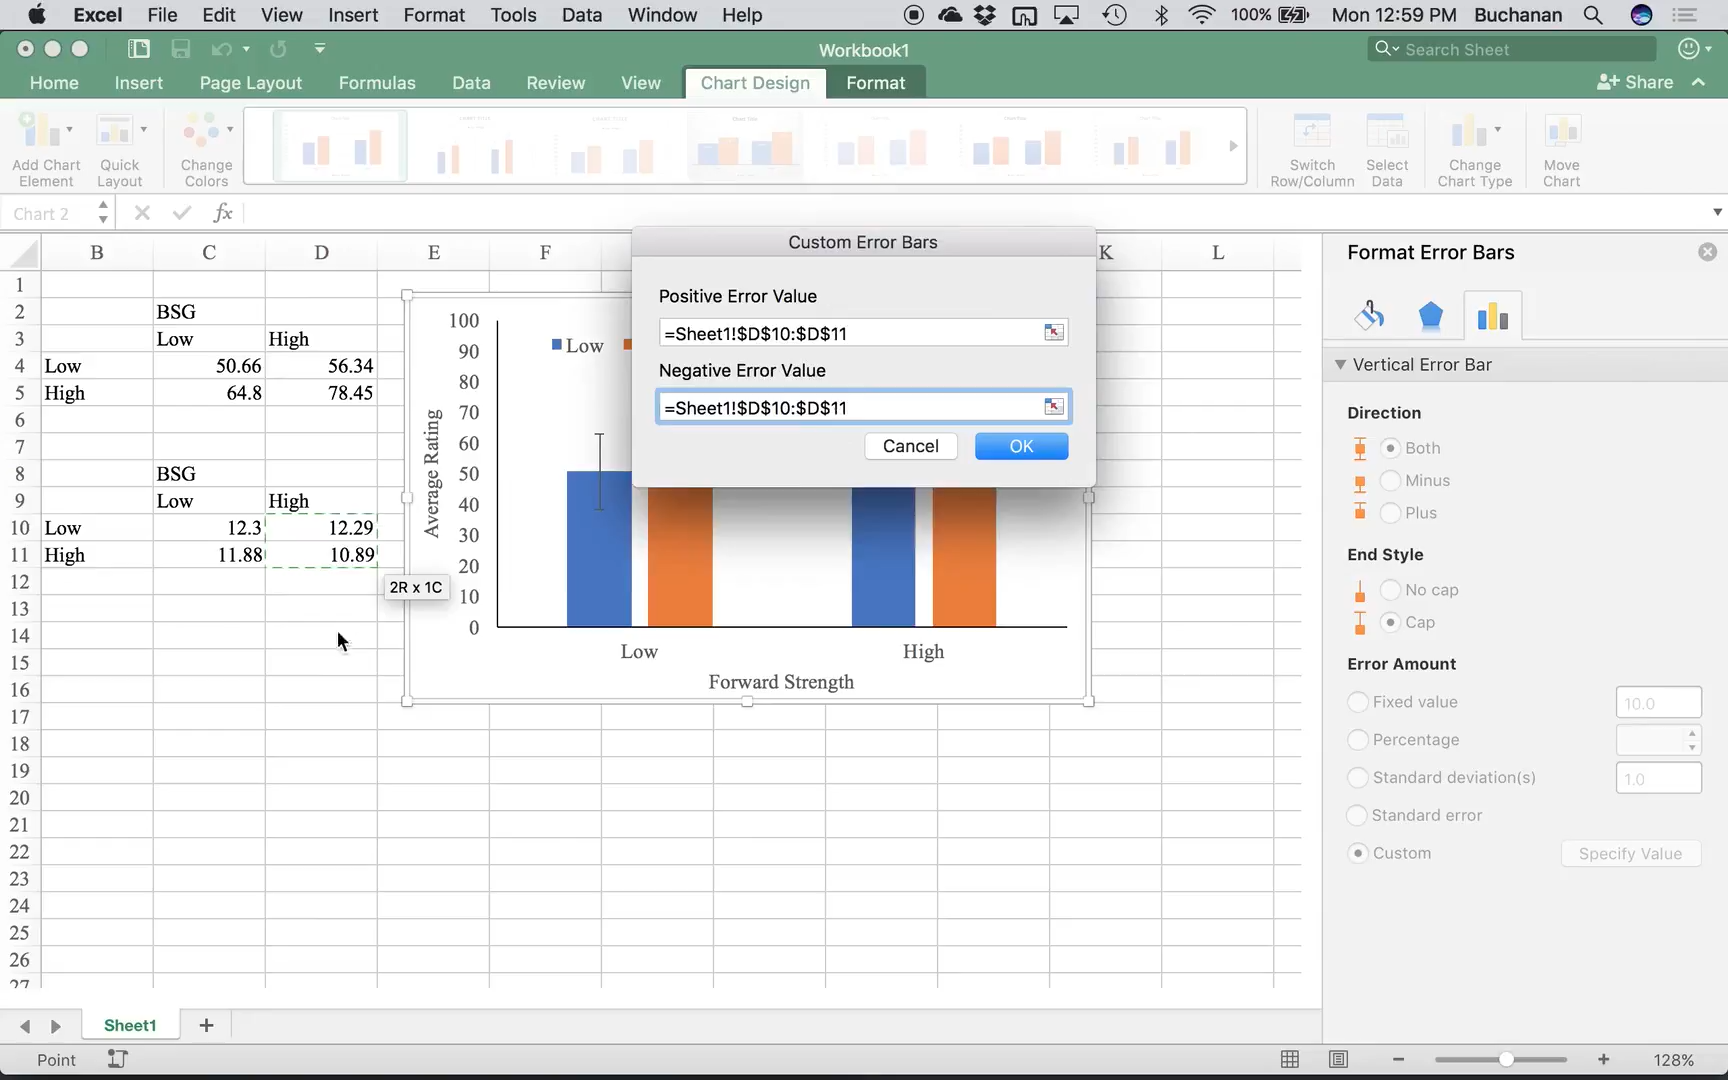 Excel File Edit View Insert Format Tools Data Window Help 100% Mon 12:59 PM Buchanan
Workbook1
Search Sheet
Home Insert Page Layout Formulas Data Review View Chart Design Format Share
Add Chart Element
Quick Layout
Change Colors
Switch Row/Column
Select Data
Change Chart Type
Move Chart
Chart 2
fx
B C D E F K L
1
2 BSG
3 Low High
4 Low 50.66 56.34
5 High 64.8 78.45
6
7
8 BSG
9 Low High
10 Low 12.3 12.29
11 High 11.88 10.89
12
13
14
15
16
17
18
19
20
21
22
23
24
25
26
27
2R x 1C
100
90
80
70
60
50
40
30
20
10
0
Average Rating
Low
Low High
Forward Strength
Custom Error Bars
Positive Error Value
=Sheet1!$D$10:$D$11
Negative Error Value
=Sheet1!$D$10:$D$11
Cancel OK
Format Error Bars
Vertical Error Bar
Direction
Both
Minus
Plus
End Style
No cap
Cap
Error Amount
Fixed value 10.0
Percentage
Standard deviation(s) 1.0
Standard error
Custom Specify Value
Sheet1
Point 128%